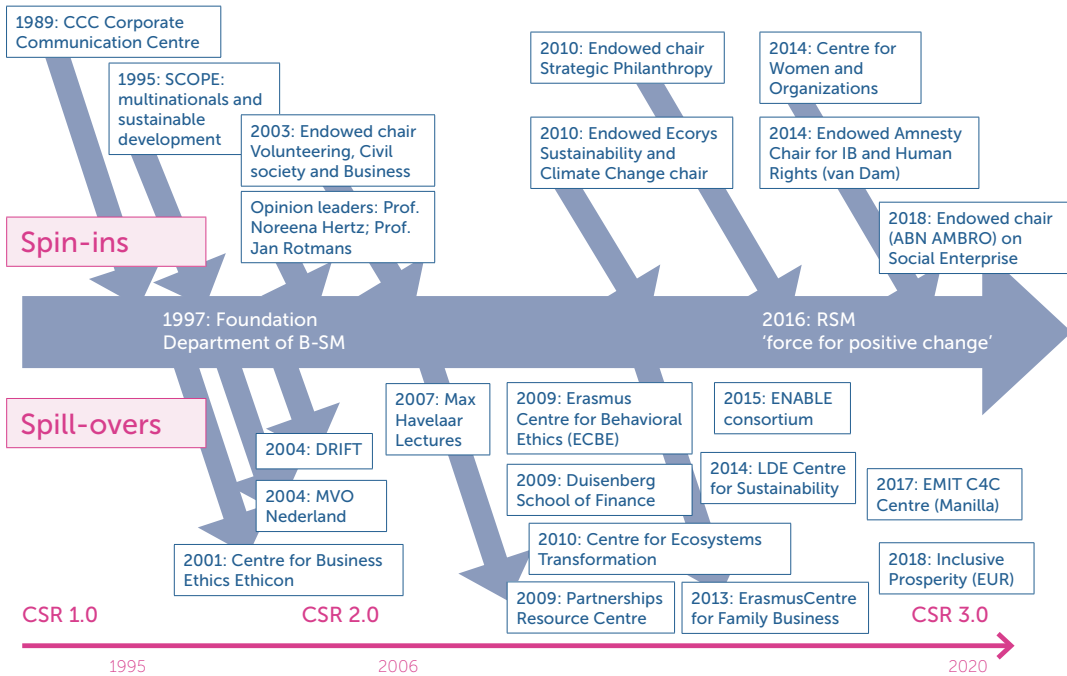 1989: CCC Corporate
Communication Centre
1995: SCOPE:
multinationals and
sustainable
development
2003: Endowed chair
Volunteering, Civil
society and Business
Opinion leaders: Prof.
Noreena Hertz; Prof.
Jan Rotmans
2010: Endowed chair
Strategic Philanthropy
2010: Endowed Ecorys
Sustainability and
Climate Change chair
2014: Centre for
Women and
Organizations
2014: Endowed Amnesty
Chair for IB and Human
Rights (van Dam)
2018: Endowed chair
(ABN AMBRO) on
Social Enterprise
Spin-ins
1997: Foundation
Department of B-SM
2016: RSM
‘force for positive change’
Spill-overs
2004: DRIFT
2004: MVO
Nederland
2001: Centre for Business
Ethics Ethicon
2007: Max
Havelaar
Lectures
2009: Erasmus
Centre for Behavioral
Ethics (ECBE)
2009: Duisenberg
School of Finance
2010: Centre for Ecosystems
Transformation
2009: Partnerships
Resource Centre
2015: ENABLE
consortium
2014: LDE Centre
for Sustainability
2013: ErasmusCentre
for Family Business
2017: EMIT C4C
Centre (Manilla)
2018: Inclusive
Prosperity (EUR)
CSR 1.0
CSR 2.0
CSR 3.0
1995
2006
2020